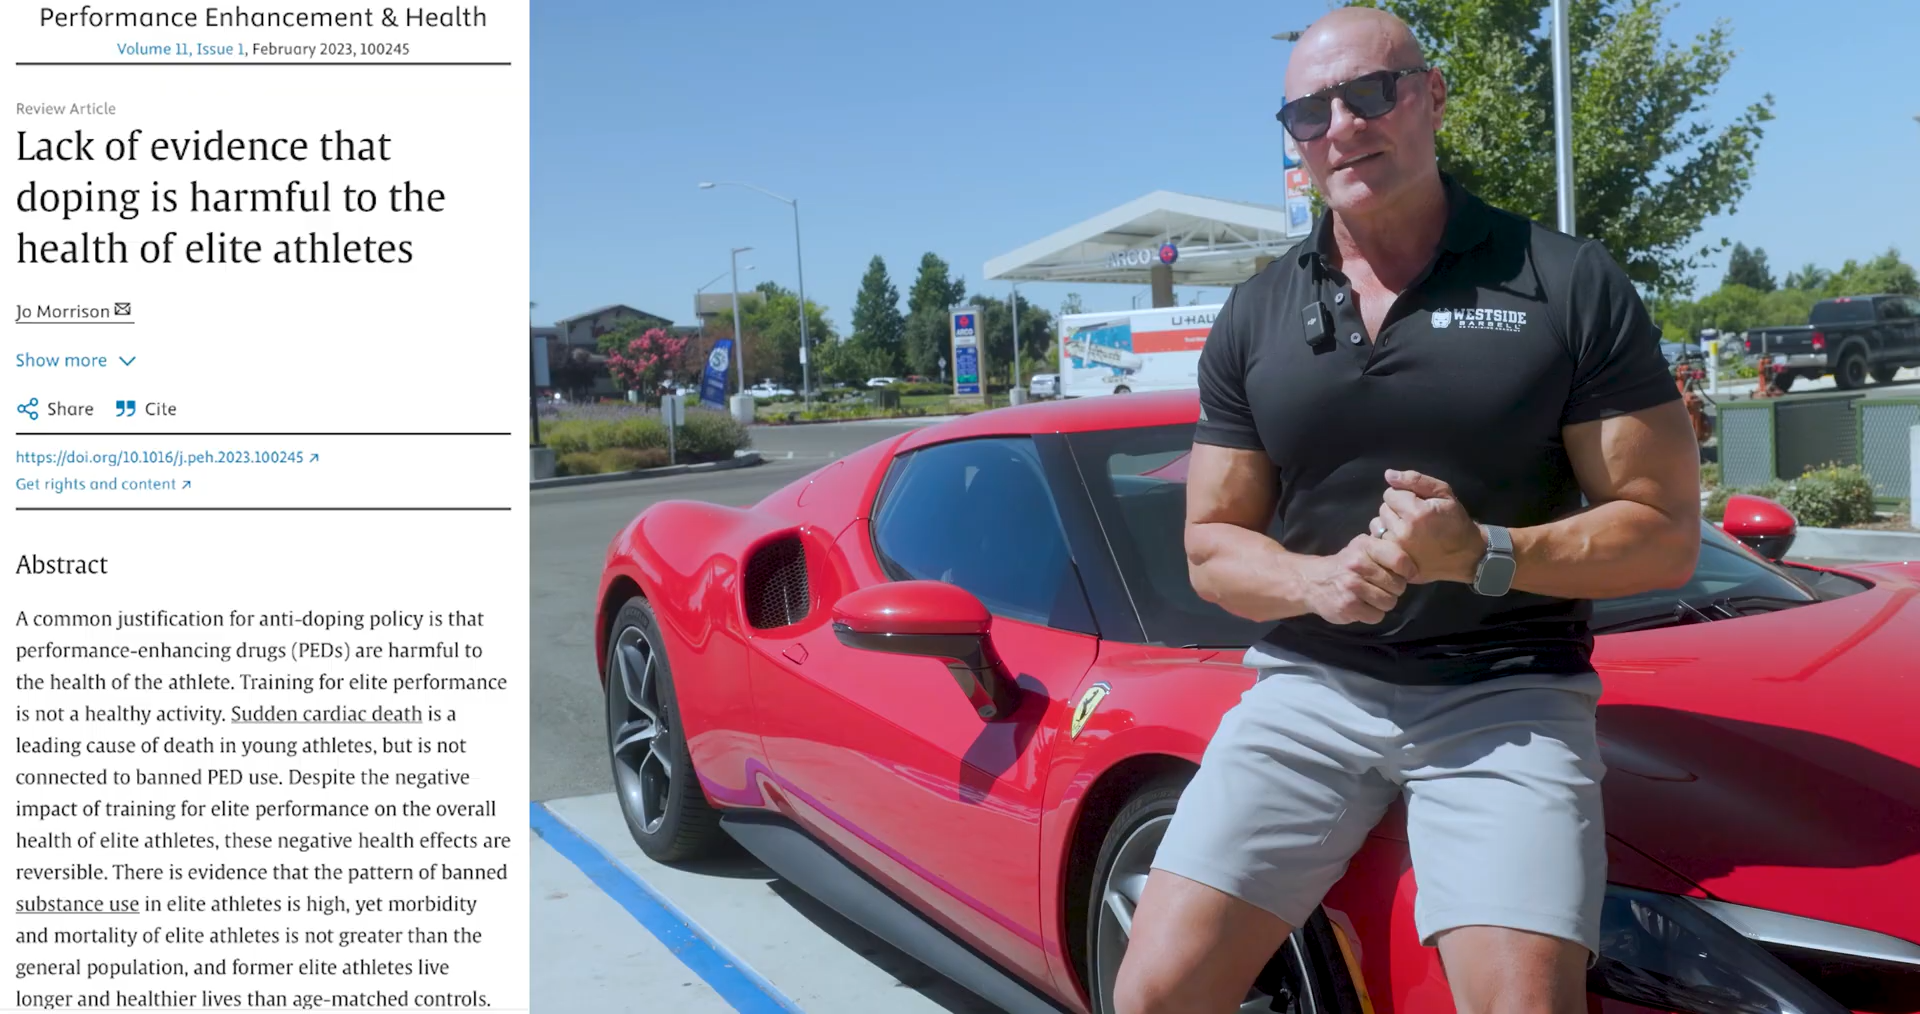 Performance Enhancement & Health
Volume 11, Issue 1, February 2023, 100245
Review Article
Lack of evidence that
doping is harmful to the
health of elite athletes
Jo Morrison
Show more
Share Cite
https://doi.org/10.1016/j.peh.2023.100245
Get rights and content
Abstract
A common justification for anti-doping policy is that
performance-enhancing drugs (PEDs) are harmful to
the health of the athlete. Training for elite performance
is not a healthy activity. Sudden cardiac death is a
leading cause of death in young athletes, but is not
connected to banned PED use. Despite the negative
impact of training for elite performance on the overall
health of elite athletes, these negative health effects are
reversible. There is evidence that the pattern of banned
substance use in elite athletes is high, yet morbidity
and mortality of elite athletes is not greater than the
general population, and former elite athletes live
longer and healthier lives than age-matched controls.
ARCO
ARCO
U-HAU
WESTSIDE
BARBELL